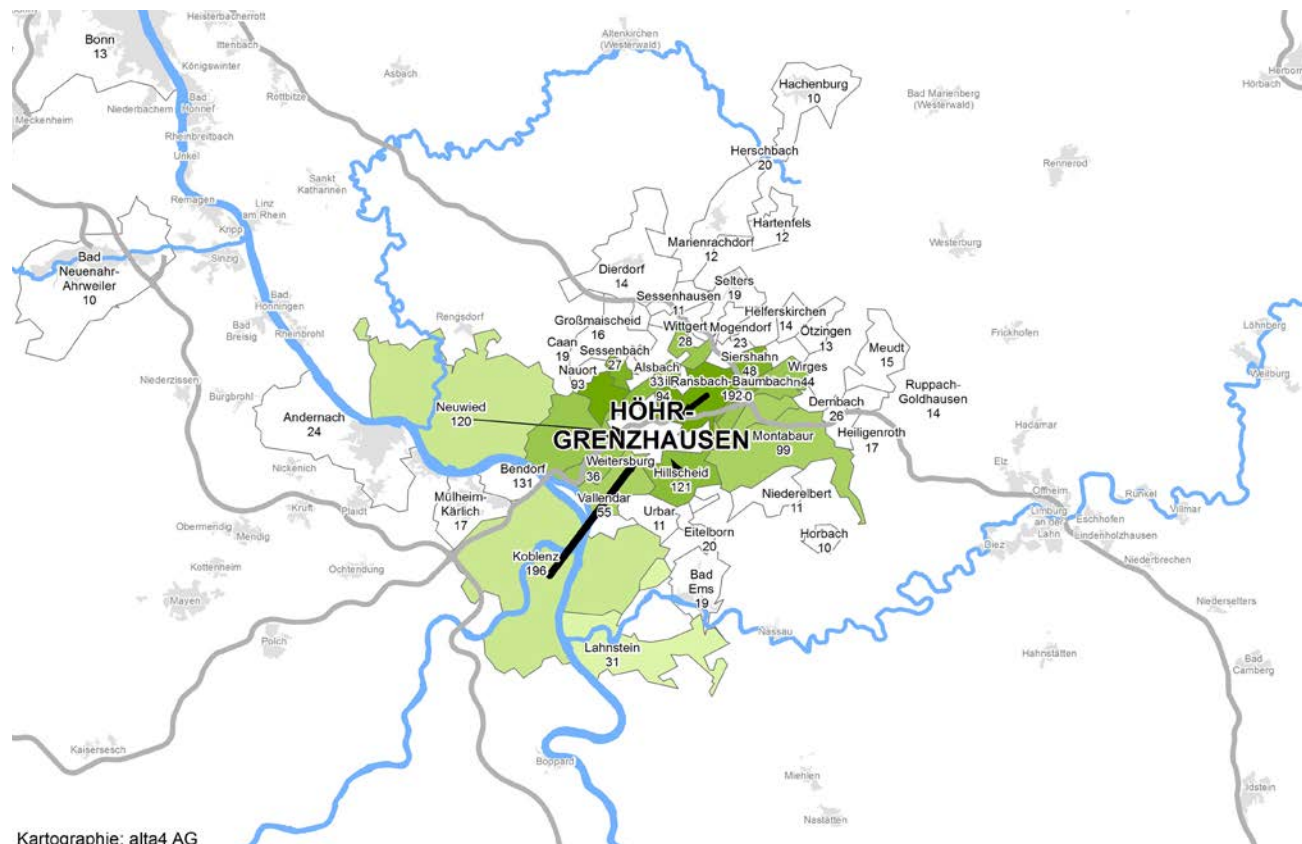 Heisterbacherrott
Bonn
13
Ittenbach
Königswinter
Altenkirchen
(Westerwald)
Asbach
Herborn
Hörbach
Niederbachem
Bad
Honnef
Rottbitze
Hachenburg
10
Bad Marienberg
(Westerwald)
Meckenheim
Rheinbreitbach
Unkel
Herschbach
20
Rennerod
Sankt
Katharinen
Remagen
Linz
am Rhein
Kripp
Hartenfels
12
Marienrachdorf
12
Westerburg
Sinzig
Bad
Neuenahr-
Ahrweiler
10
Dierdorf
14
Selters
19
Sessenhausen
11
Bad
Hönningen
Helferskirchen
14
Großmaischeid
16
Wittgert
28
Mogendorf
23
Ötzingen
13
Rengsdorf
Bad
Breisig
Rheinbrohl
Frickhofen
Löhnberg
Caan
19
Sessenbach
27
Siershahn
48
Meudt
15
Alsbach
33
Wirges
44
Weilburg
Nauort
93
Niederzissen
Ransbach-Baumbach
192
94
Ruppach-
Goldhausen
14
Burgbrohl
Dernbach
26
Neuwied
120
HÖHR-
GRENZHAUSEN
Andernach
24
Hadamar
Heiligenroth
17
Montabaur
99
Nickenich
Weitersburg
36
Elz
Bendorf
131
Hillscheid
121
Niederelbert
11
Mülheim-
Kärlich
17
Offheim
Runkel
Kruft
Plaidt
Vallendar
55
Urbar
11
Limburg
an der
Lahn
Eschhofen
Villmar
Obermendig
Mendig
Eitelborn
20
Horbach
10
Lindenholzhausen
Diez
Koblenz
196
Niederbrechen
Kottenheim
Ochtendung
Bad
Ems
19
Mayen
Niederselters
Nassau
Polch
Lahnstein
31
Hahnstätten
Bad
Camberg
Kaisersesch
Boppard
Miehlen
Idstein
Nastätten
Kartographie: alta4 AG